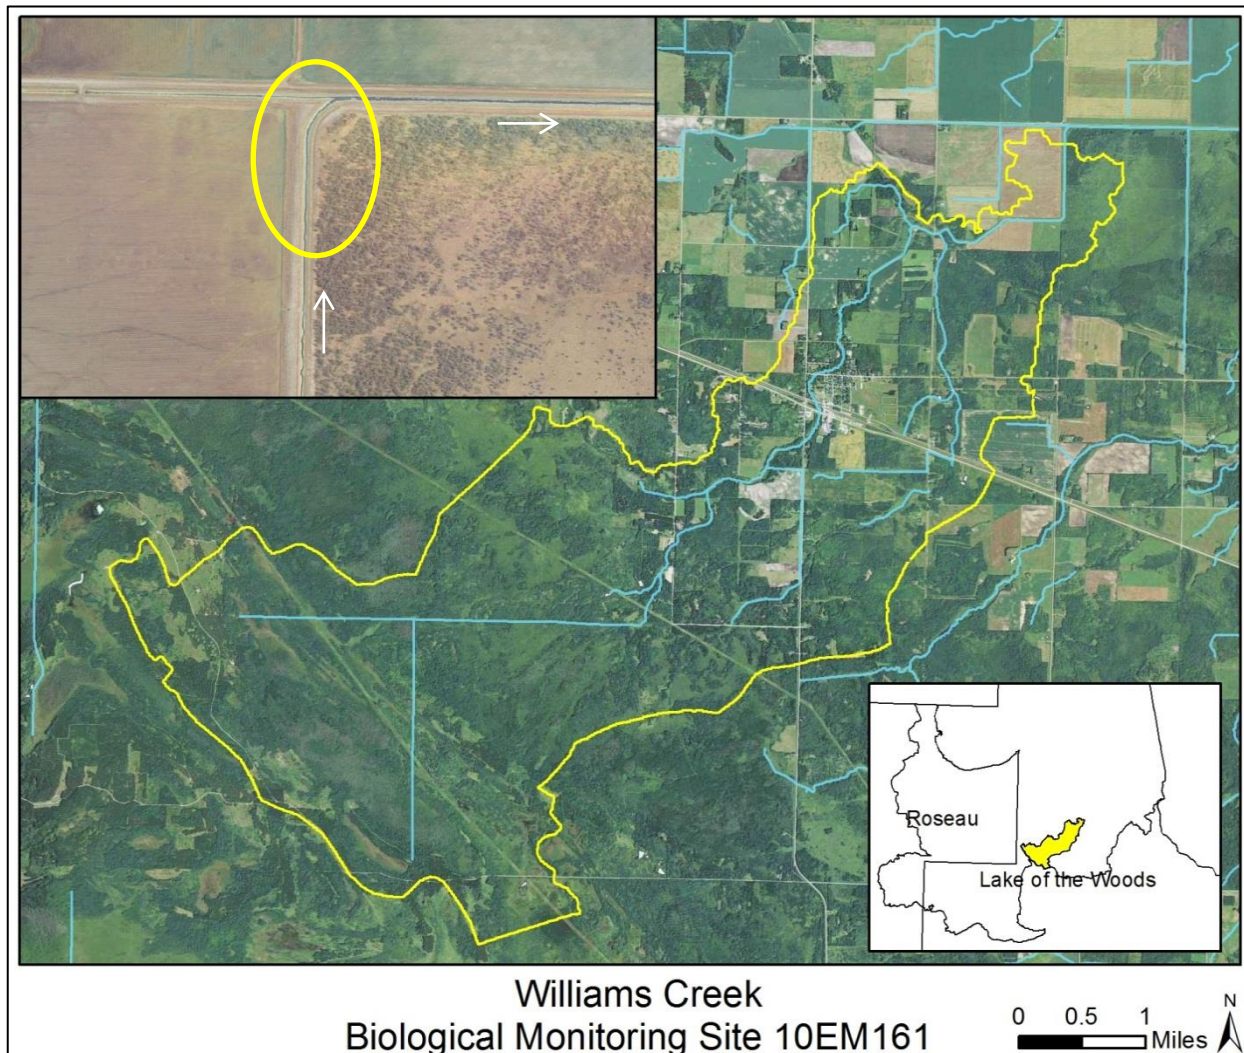 Roseau
Lake of the Woods
Williams Creek
Biological Monitoring Site 10EM161
0 0.5 1
Miles
N